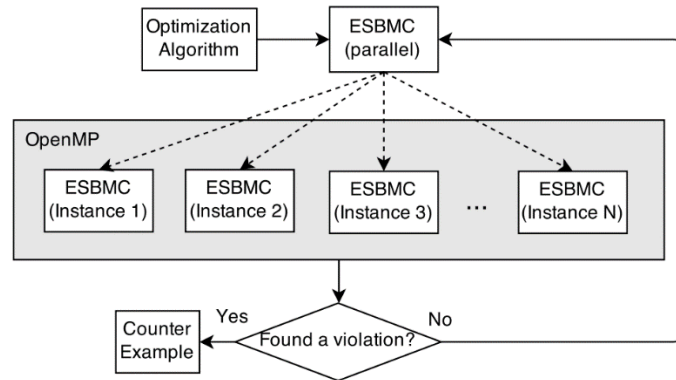 Optimization
Algorithm
ESBMC
(parallel)
OpenMP
ESBMC
(Instance 1)
ESBMC
(Instance 2)
ESBMC
(Instance 3)
...
ESBMC
(Instance N)
Yes
No
Counter
Example
Found a violation?